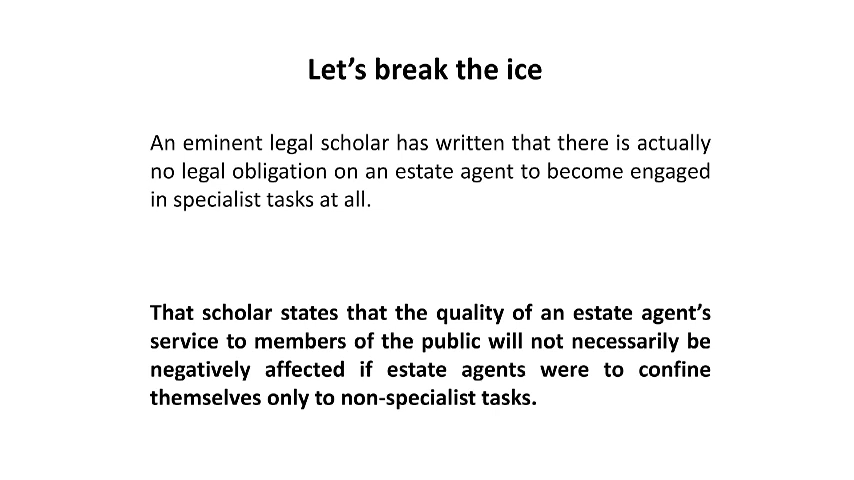 Let’s break the ice
An eminent legal scholar has written that there is actually
no legal obligation on an estate agent to become engaged
in specialist tasks at all.
That scholar states that the quality of an estate agent’s
service to members of the public will not necessarily be
negatively affected if estate agents were to confine
themselves only to non-specialist tasks.